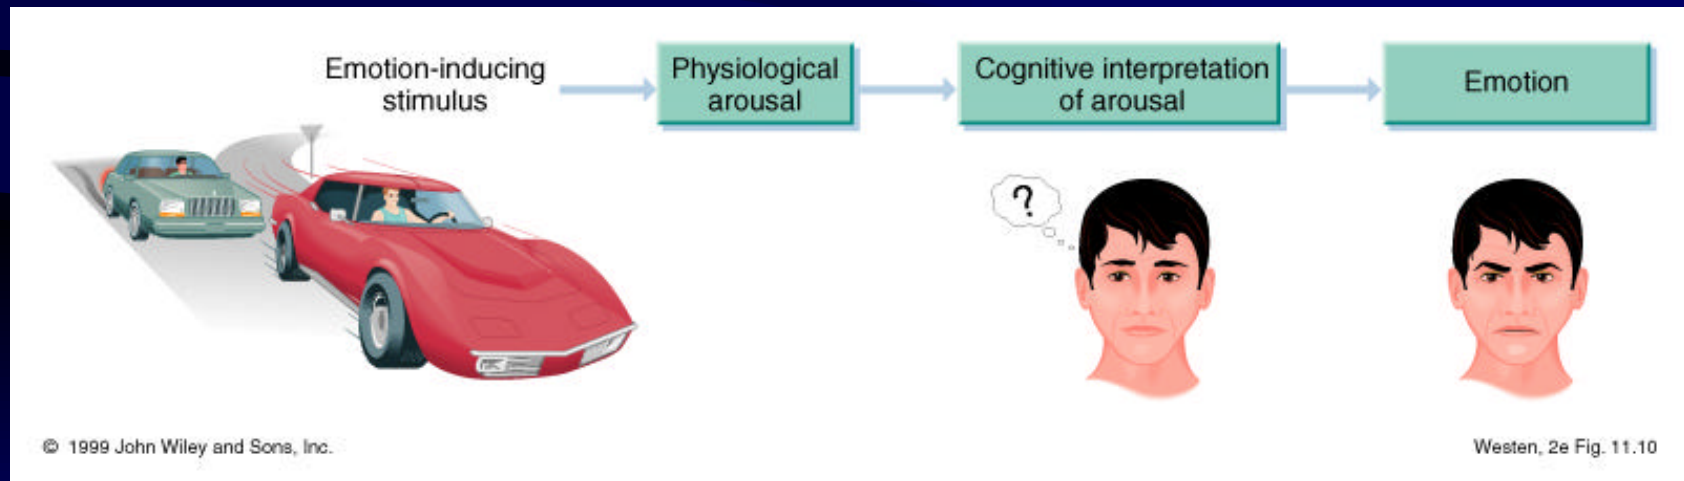 Emotion-inducing
stimulus
Physiological
arousal
Cognitive interpretation
of arousal
Emotion
?
© 1999 John Wiley and Sons, Inc.
Westen, 2e Fig. 11.10